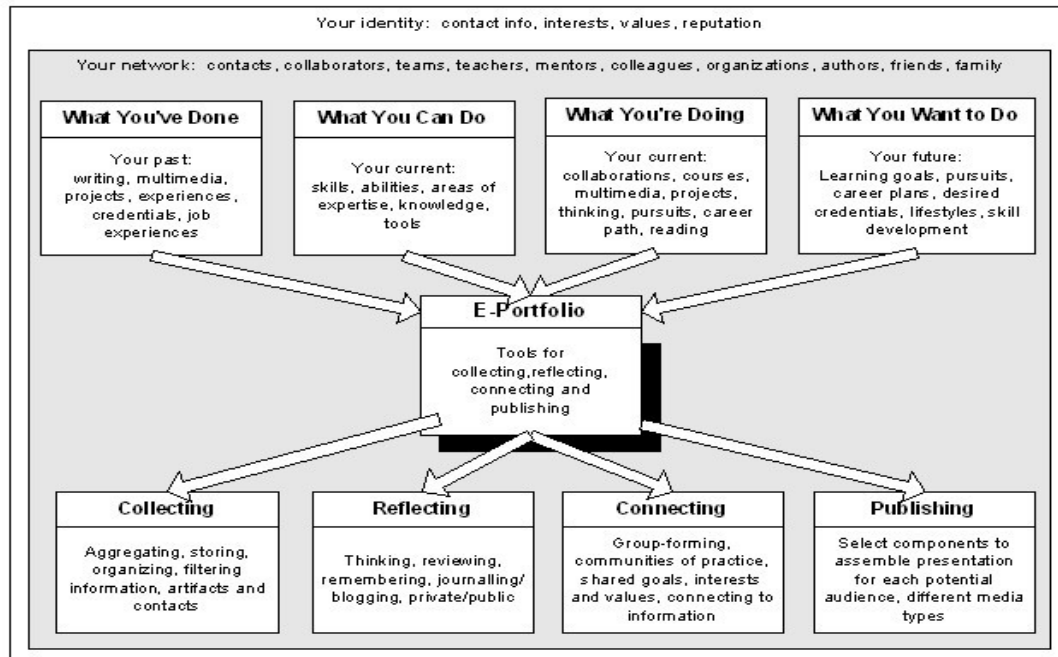 Your identity: contact info, interests, values, reputation
Your network: contacts, collaborators, teams, teachers, mentors, colleagues, organizations, authors, friends, family
What You've Done
Your past:
writing, multimedia,
projects, experiences,
credentials, job
experiences
What You Can Do
Your current:
skills, abilities, areas of
expertise, knowledge,
tools
What You're Doing
Your current:
collaborations, courses,
multimedia, projects,
thinking, pursuits, career
path, reading
What You Want to Do
Your future:
Learning goals, pursuits,
career plans, desired
credentials, lifestyles, skill
development
E-Portfolio
Tools for
collecting,reflecting,
connecting and
publishing
Collecting
Aggregating, storing,
organizing, filtering
information, artifacts and
contacts
Reflecting
Thinking, reviewing,
remembering, journalling/
blogging, private/public
Connecting
Group-forming,
communities of practice,
shared goals, interests
and values, connecting to
information
Publishing
Select components to
assemble presentation
for each potential
audience, different media
types